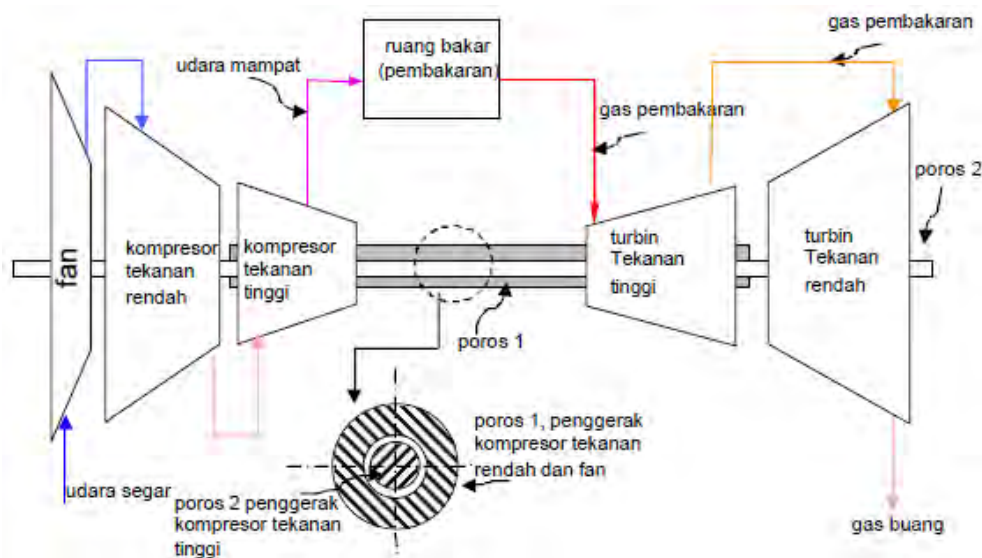 gas pembakaran
ruang bakar
(pembakaran)
udara mampat
gas pembakaran
poros 2
fan
kompresor
tekanan
rendah
kompresor
tekanan
tinggi
turbin
Tekanan
tinggi
turbin
Tekanan
rendah
poros 1
poros 1, penggerak
kompresor tekanan
rendah dan fan
udara segar
poros 2 penggerak
kompresor tekanan
tinggi
gas buang